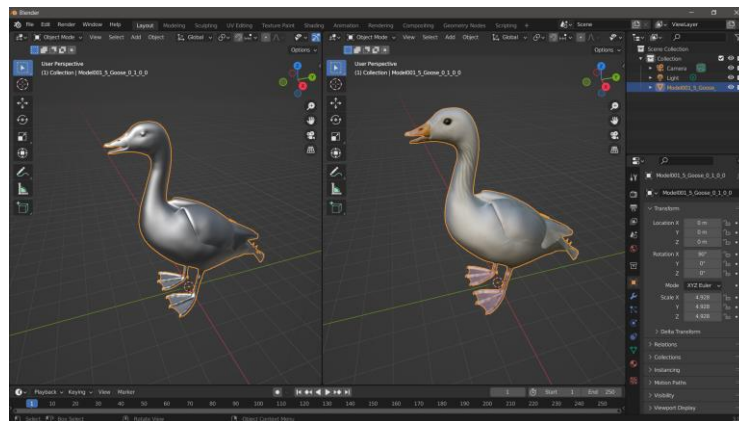 Blender
File Edit Render Window Help Layout Modeling Sculpting UV Editing Texture Paint Shading Animation Rendering Compositing Geometry Nodes Scripting + Scene ViewLayer
Object Mode View Select Add Object Global
Object Mode View Select Add Object Global
Options
Options
User Perspective
(1) Collection | Model001_5_Goose_0_1_0_0
User Perspective
(1) Collection | Model001_5_Goose_0_1_0_0
Scene Collection
Collection
Camera
Light
Model001_5_Goose_
Model001_5_Goose_0_1_0_0
Model001_5_Goose_0_1_0_0
Transform
Location X 0 m
Y 0 m
Z 0 m
Rotation X 90°
Y 0°
Z 0°
Mode XYZ Euler
Scale X 4.928
Y 4.928
Z 4.928
Delta Transform
Relations
Collections
Instancing
Motion Paths
Visibility
Viewport Display
Playback Keying View Marker 1 Start 1 End 250
1 10 20 30 40 50 60 70 80 90 100 110 120 130 140 150 160 170 180 190 200 210 220 230 240 250
Select Box Select Rotate View Object Context Menu